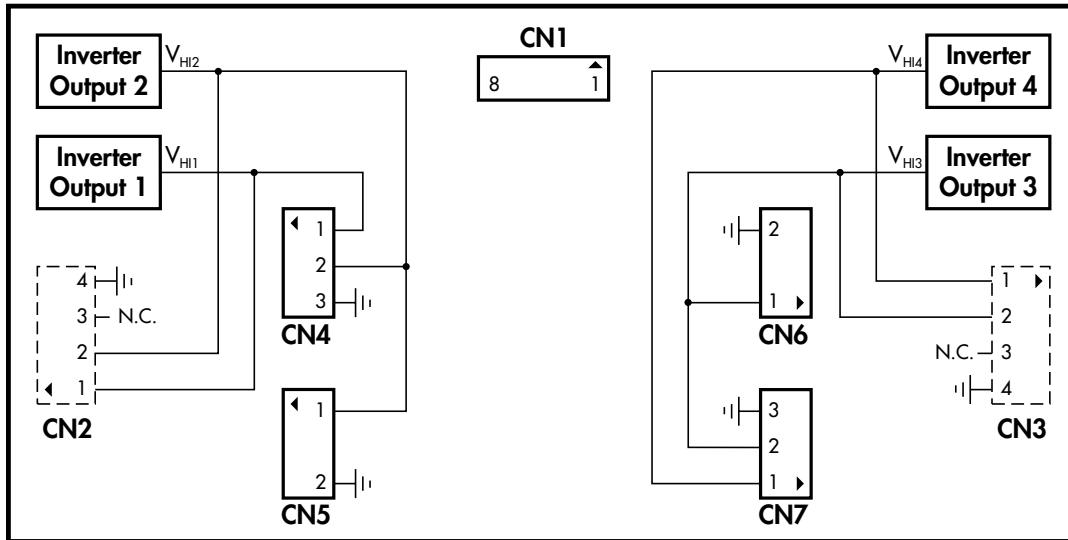 Inverter
Output 2
V_HI2
Inverter
Output 1
V_HI1
CN1
8 1
V_HI4
Inverter
Output 4
V_HI3
Inverter
Output 3
4
3 N.C.
2
1
CN2
1
2
3
CN4
1
2
CN5
2
1
CN6
3
2
1
CN7
1
2
N.C. 3
4
CN3